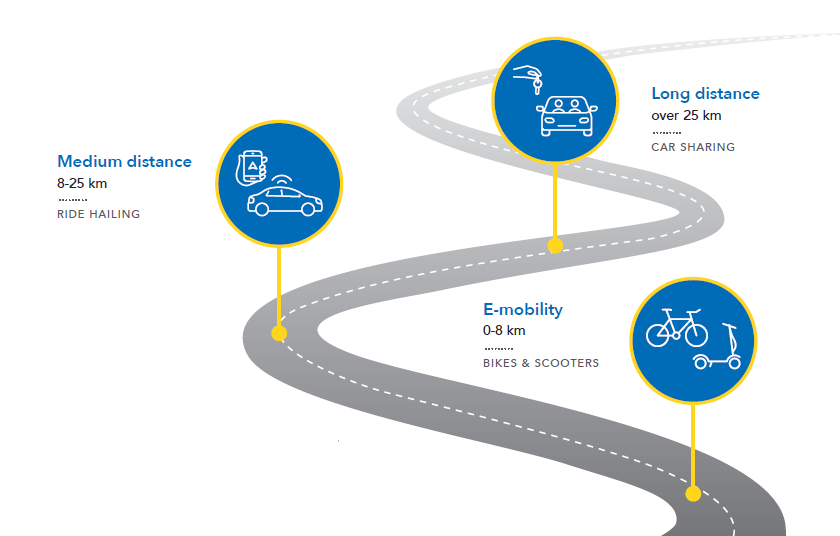 Long distance
over 25 km
CAR SHARING
Medium distance
8-25 km
RIDE HAILING
E-mobility
0-8 km
BIKES & SCOOTERS